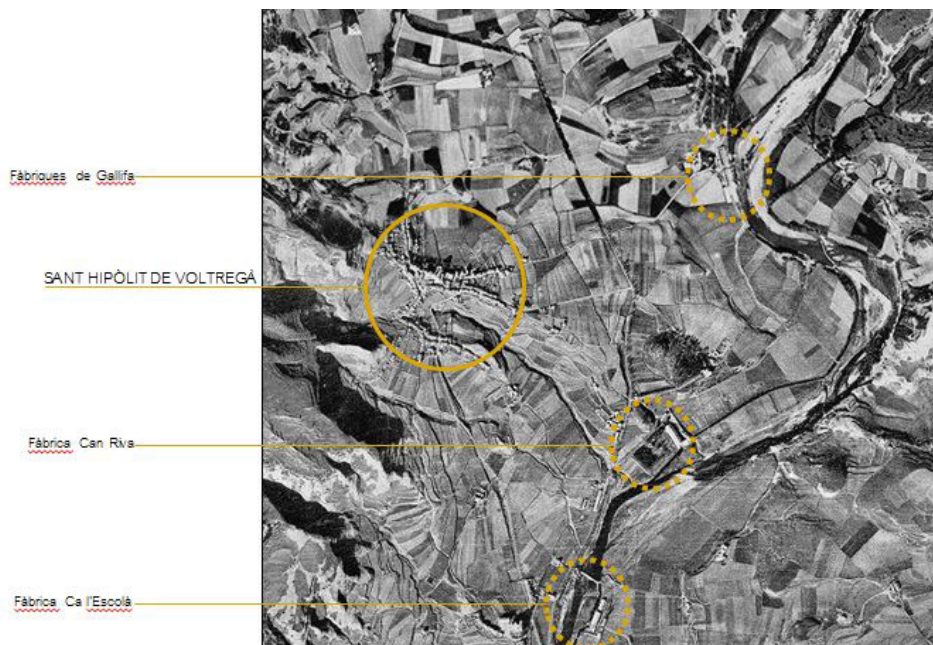 Fàbriques de Gallifa
SANT HIPÒLIT DE VOLTREGÀ
Fàbrica Can Riva
Fàbrica Ca l'Escolà